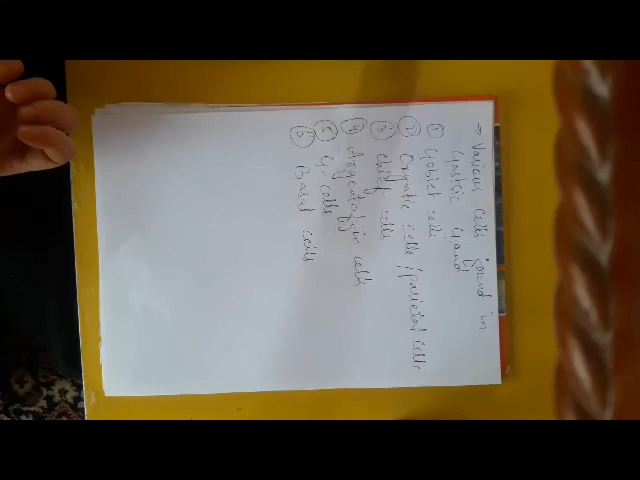 → Various cells found in
Gastric Gland
① Goblet cells
② Oxyntic cells / Parietal cells
③ Chief cells
④ Argentaffin cells
⑤ G-cells
⑥ Basal cells